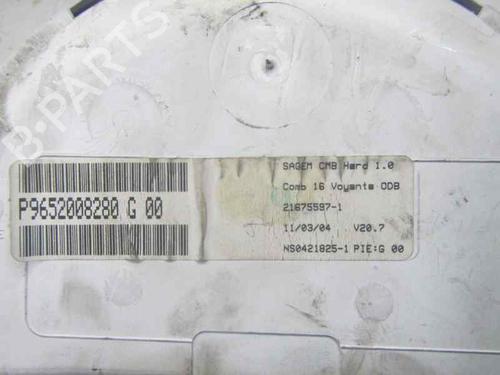 B-PARTS
P9652008280 G 00
SAGEM CMB Hard 1.0
Comb 16 Voyants ODB
21675597-1
11/03/04 V20.7
NS0421825-1 PIE:G 00